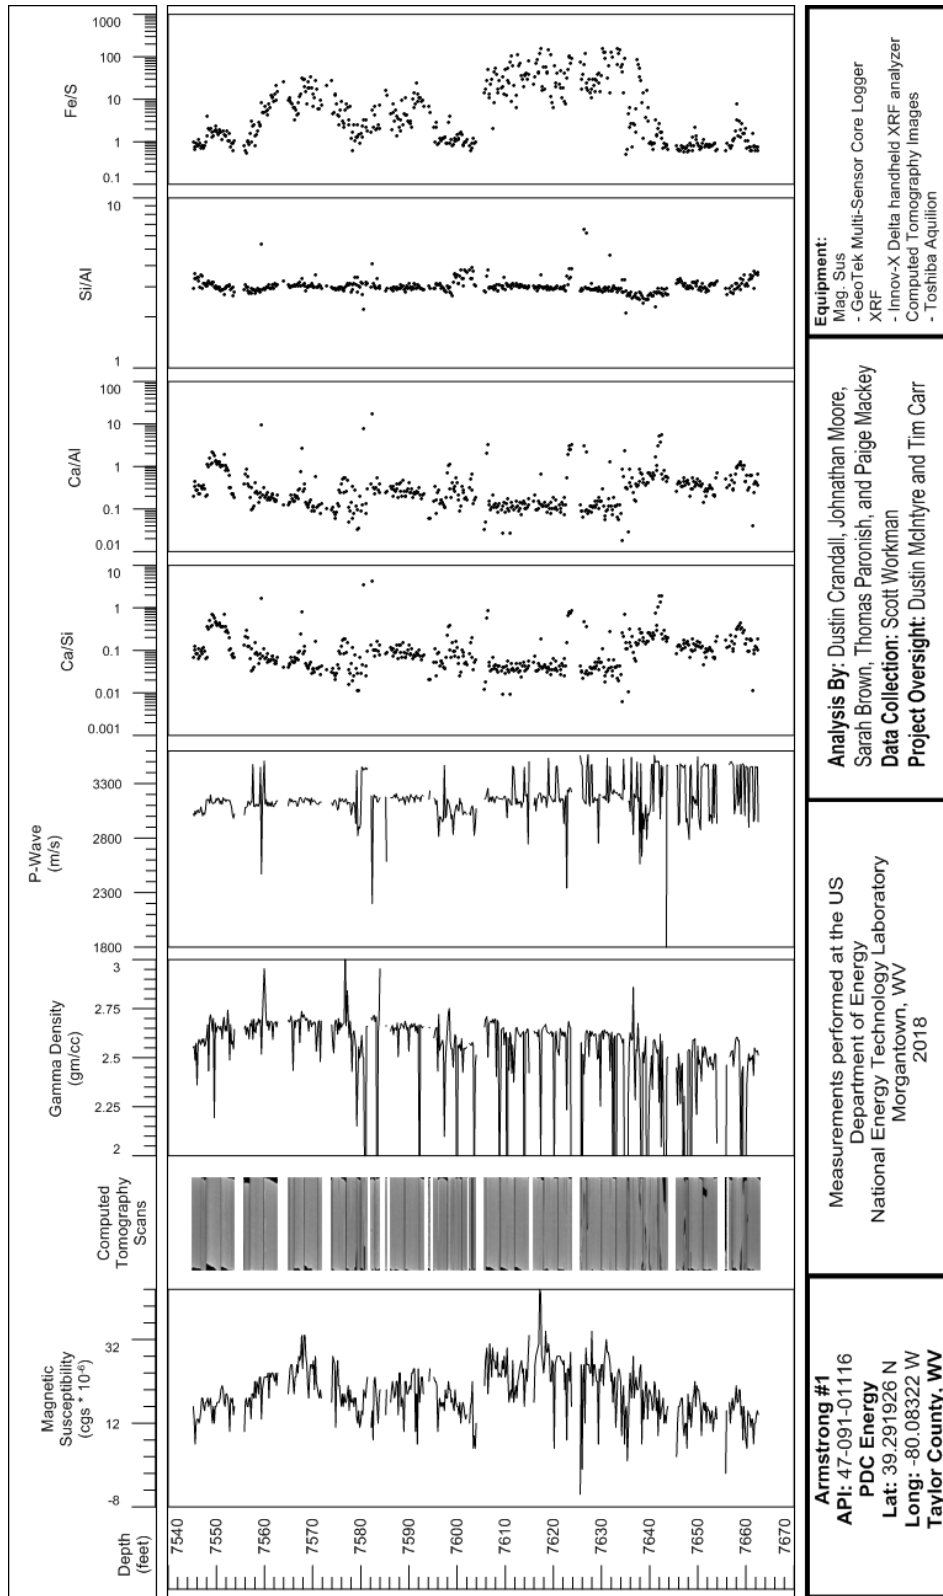 1000
100
10
1
0.1
Fe/S
10
1
Si/Al
100
10
1
0.1
0.01
Ca/Al
10
1
0.1
0.01
0.001
Ca/Si
3300
2800
2300
1800
P-Wave
(m/s)
3
2.75
2.5
2.25
2
Gamma Density
(gm/cc)
Computed
Tomography
Scans
32
12
-8
Magnetic
Susceptibility
(cgs * 10⁻⁶)
Depth
(feet)
7540
7550
7560
7570
7580
7590
7600
7610
7620
7630
7640
7650
7660
7670
Equipment:
Mag. Sus
- GeoTek Multi-Sensor Core Logger
XRF
- Innov-X Delta handheld XRF analyzer
Computed Tomography Images
- Toshiba Aquilion
Analysis By: Dustin Crandall, Johnathan Moore,
Sarah Brown, Thomas Paronish, and Paige Mackey
Data Collection: Scott Workman
Project Oversight: Dustin McIntyre and Tim Carr
Measurements performed at the US
Department of Energy
National Energy Technology Laboratory
Morgantown, WV
2018
Armstrong #1
API: 47-091-01116
PDC Energy
Lat: 39.291926 N
Long: -80.08322 W
Taylor County, WV